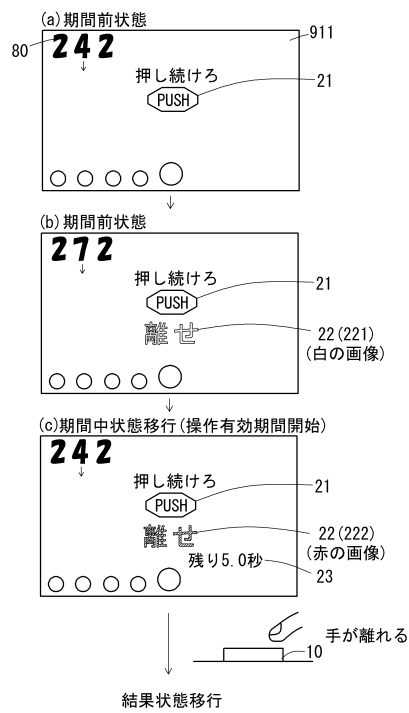 (a)期間前状態
80
242
911
押し続けろ
PUSH
21
(b)期間前状態
272
押し続けろ
PUSH
21
離せ
22(221)
(白の画像)
(c)期間中状態移行(操作有効期間開始)
242
押し続けろ
PUSH
21
離せ
22(222)
(赤の画像)
残り5.0秒
23
手が離れる
10
結果状態移行